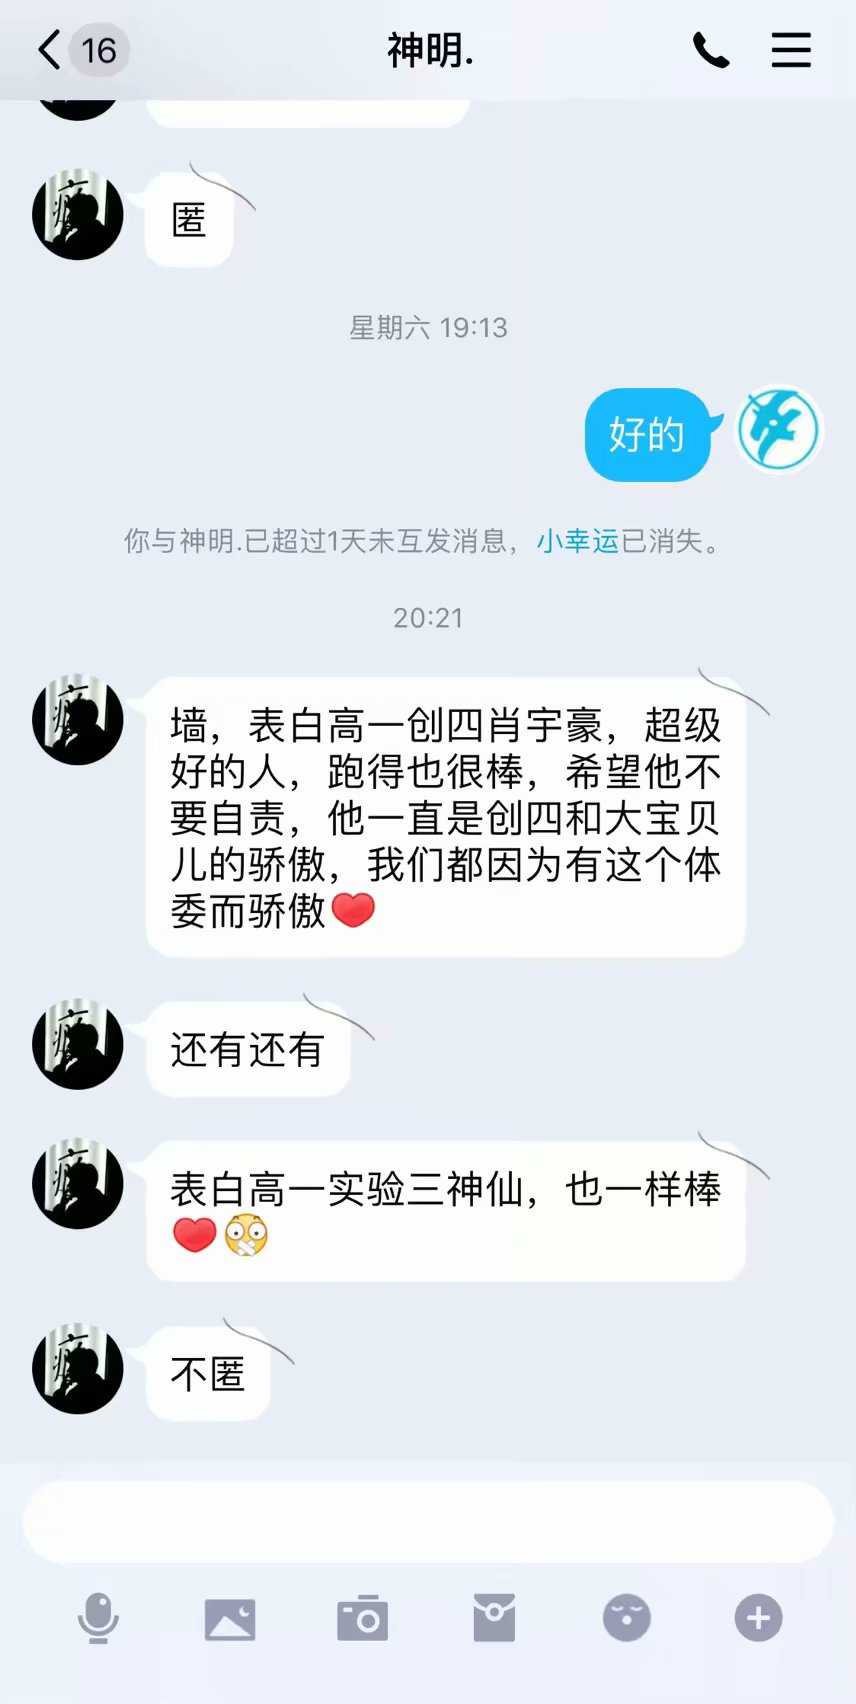 16
神明.
匿
星期六 19:13
好的
你与神明.已超过1天未互发消息，小幸运已消失。
20:21
墙，表白高一创四肖宇豪，超级
好的人，跑得也很棒，希望他不
要自责，他一直是创四和大宝贝
儿的骄傲，我们都因为有这个体
委而骄傲❤️
还有还有
表白高一实验三神仙，也一样棒
❤️
不匿